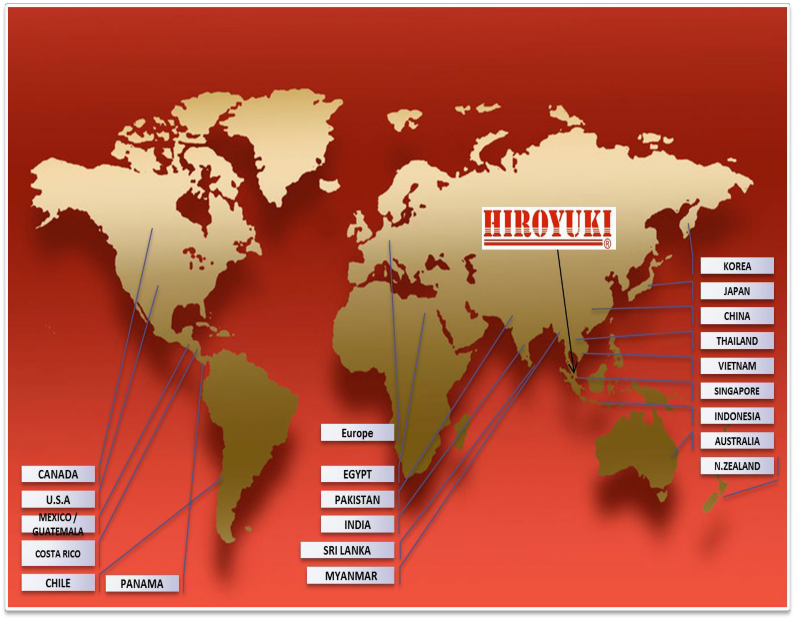 HIROYUKI
®
KOREA
JAPAN
CHINA
THAILAND
VIETNAM
SINGAPORE
INDONESIA
AUSTRALIA
N.ZEALAND
Europe
EGYPT
PAKISTAN
INDIA
SRI LANKA
MYANMAR
CANADA
U.S.A
MEXICO /
GUATEMALA
COSTA RICO
CHILE
PANAMA